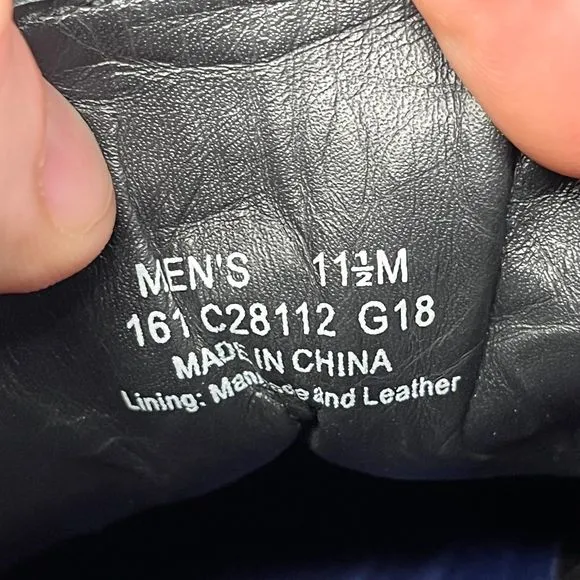 MEN'S 11½M
161 C28112 G18
MADE IN CHINA
Lining: and Leather